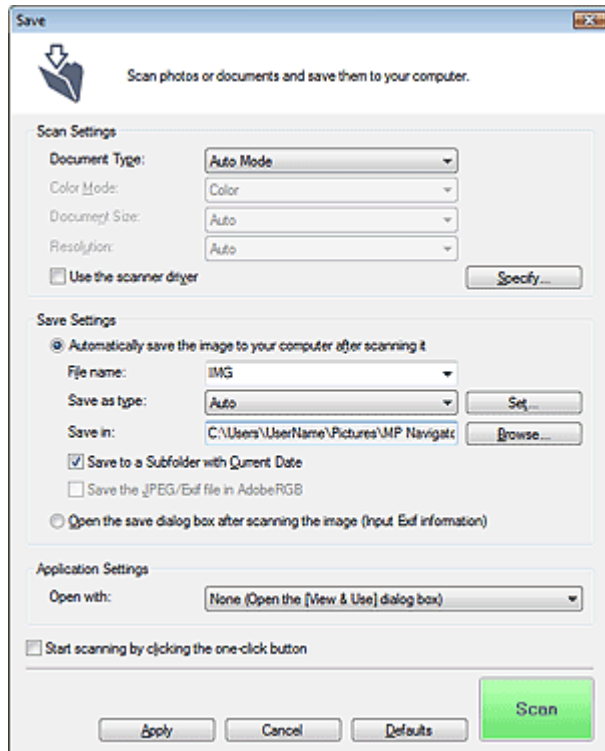 Save
Scan photos or documents and save them to your computer.
Scan Settings
Document Type: Auto Mode
Color Mode: Color
Document Size: Auto
Resolution: Auto
Use the scanner driver Specify...
Save Settings
Automatically save the image to your computer after scanning it
File name: IMG
Save as type: Auto Set...
Save in: C:\Users\UserName\Pictures\MP Navigato Browse...
Save to a Subfolder with Current Date
Save the JPEG/Exif file in AdobeRGB
Open the save dialog box after scanning the image (Input Exif information)
Application Settings
Open with: None (Open the [View & Use] dialog box)
Start scanning by clicking the one-click button
Scan
Apply Cancel Defaults